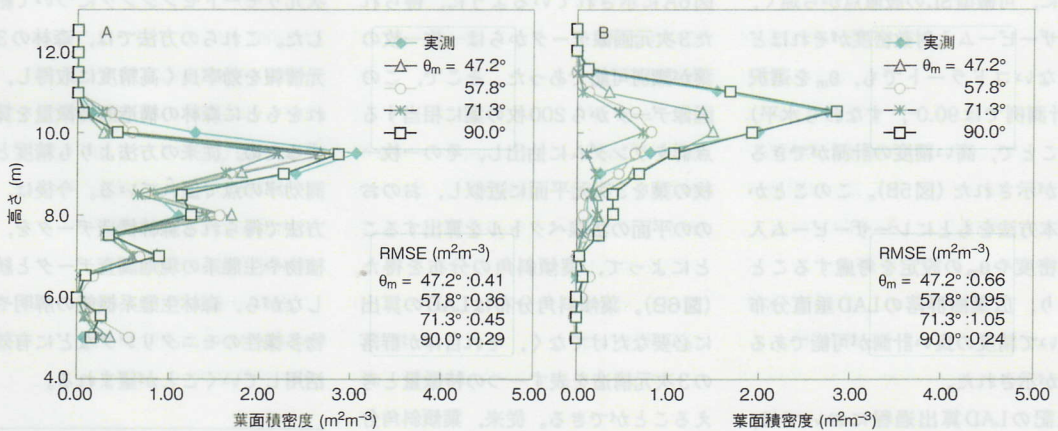 A
実測
θm = 47.2°
57.8°
71.3°
90.0°
RMSE (m²m⁻³)
θm = 47.2° :0.41
57.8° :0.36
71.3° :0.45
90.0° :0.29
高さ (m)
12.0
10.0
8.0
6.0
4.0
0.00 1.00 2.00 3.00 4.00 5.00
葉面積密度 (m²m⁻³)
B
実測
θm = 47.2°
57.8°
71.3°
90.0°
RMSE (m²m⁻³)
θm = 47.2° :0.66
57.8° :0.95
71.3° :1.05
90.0° :0.24
0.00 1.00 2.00 3.00 4.00 5.00
葉面積密度 (m²m⁻³)